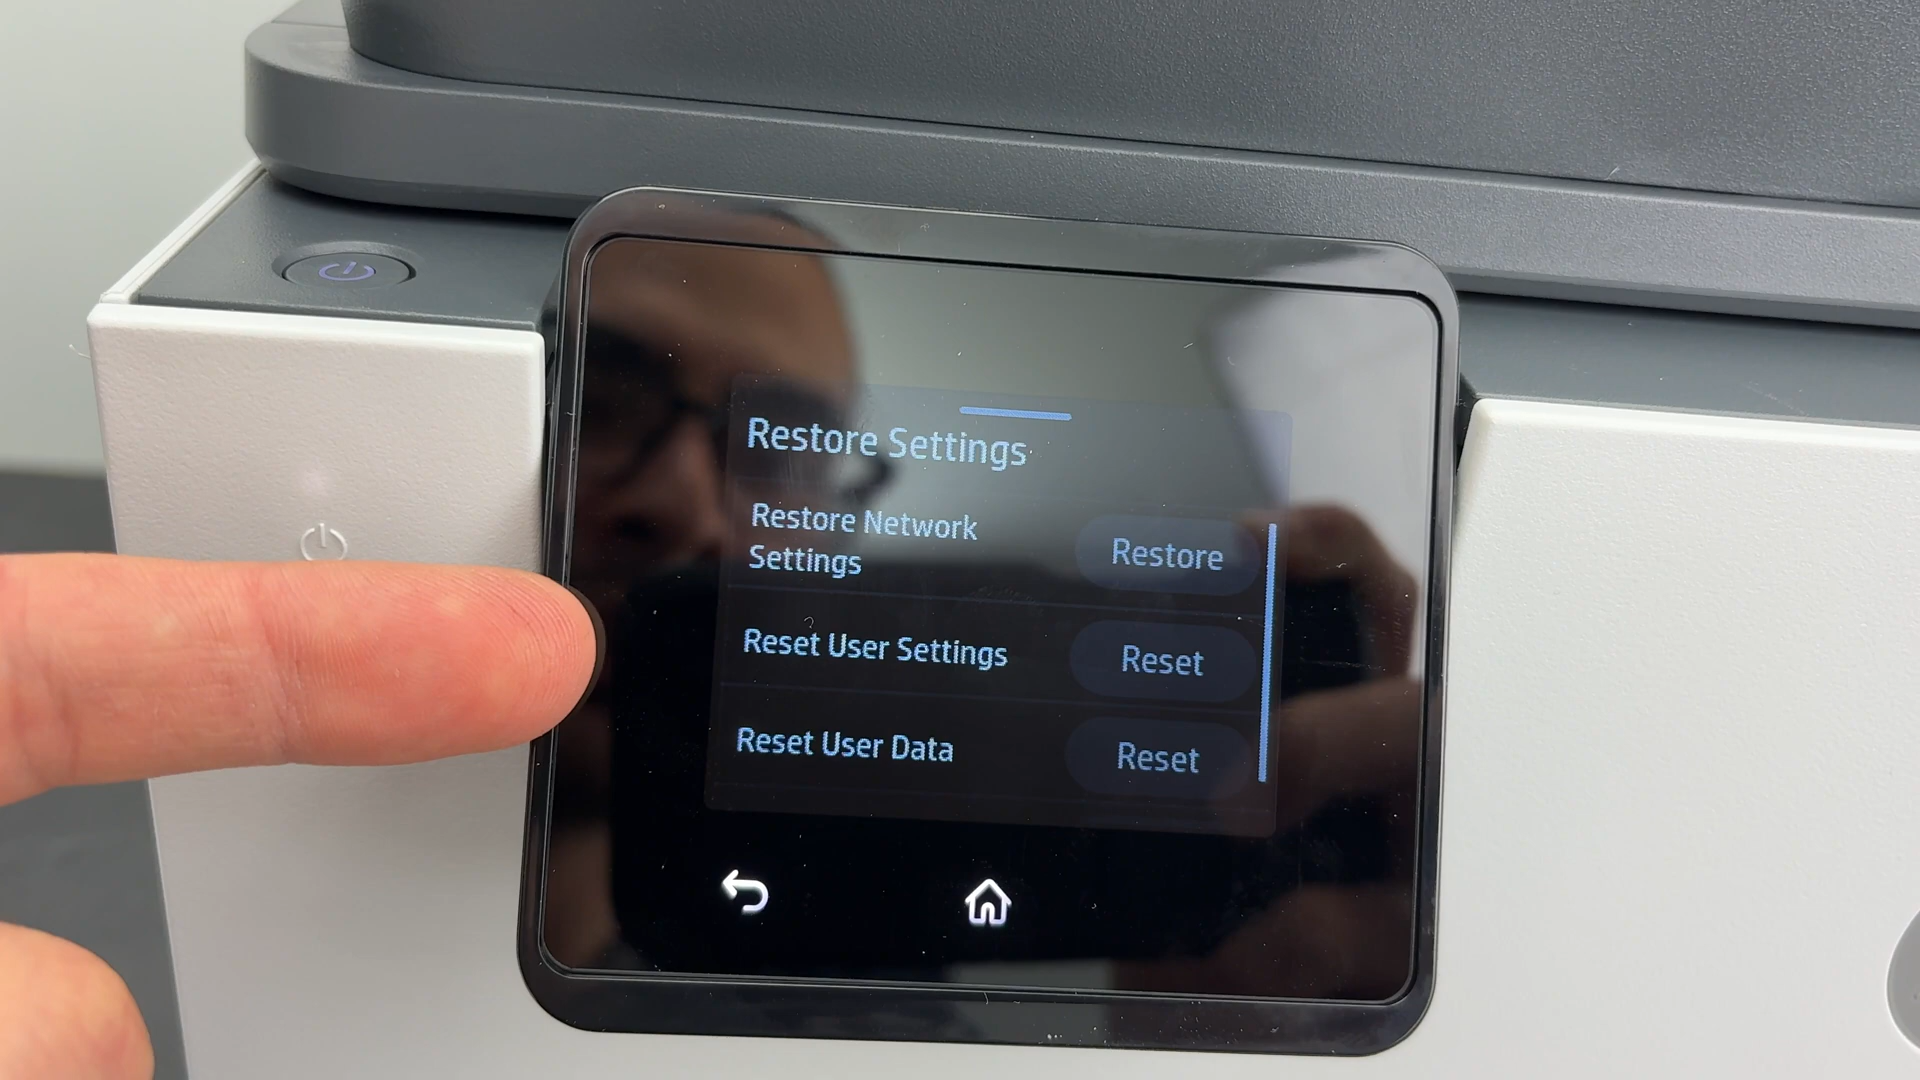 Restore Settings
Restore Network
Settings
Restore
Reset User Settings
Reset
Reset User Data
Reset